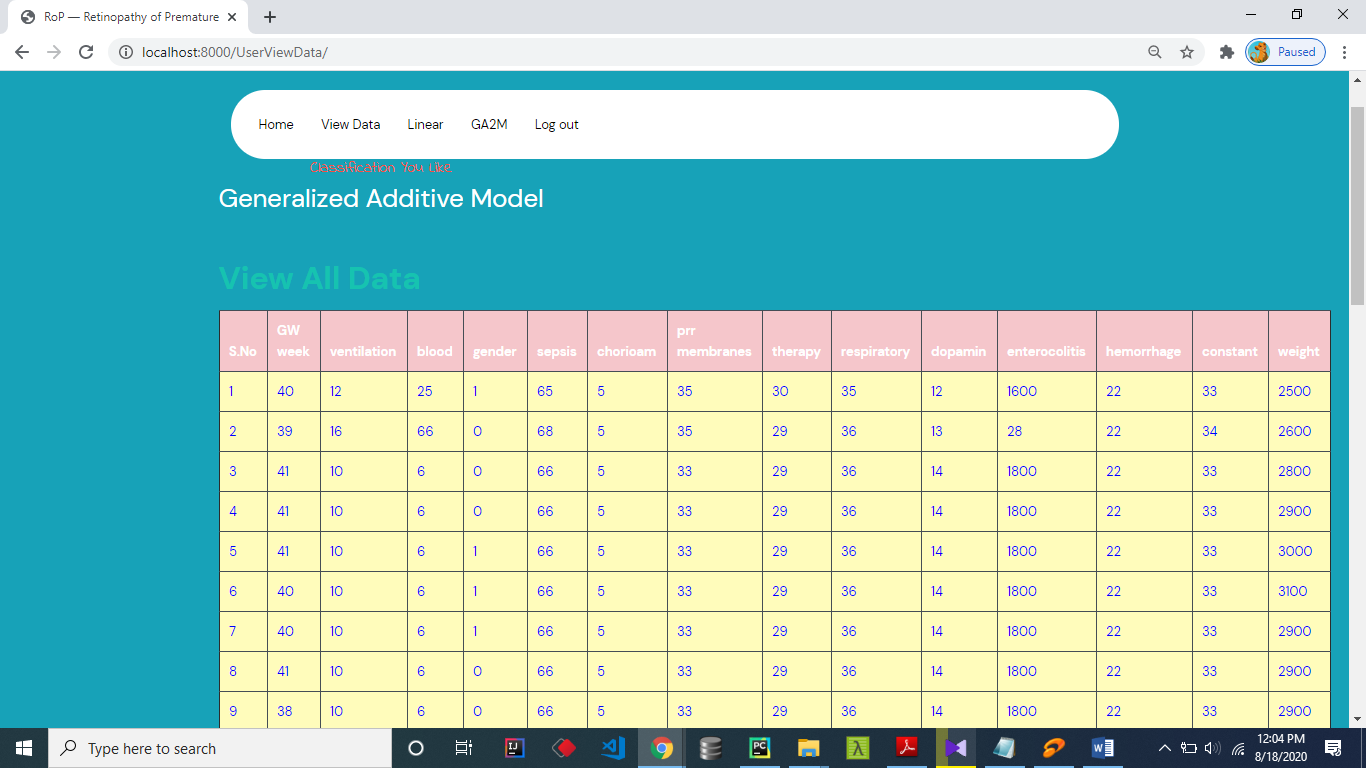 RoP — Retinopathy of Premature
localhost:8000/UserViewData/
Paused
Home View Data Linear GA2M Log out
Classification You Like
Generalized Additive Model
View All Data
S.No GW week ventilation blood gender sepsis chorioam prr membranes therapy respiratory dopamin enterocolitis hemorrhage constant weight
1 40 12 25 1 65 5 35 30 35 12 1600 22 33 2500
2 39 16 66 0 68 5 35 29 36 13 28 22 34 2600
3 41 10 6 0 66 5 33 29 36 14 1800 22 33 2800
4 41 10 6 0 66 5 33 29 36 14 1800 22 33 2900
5 41 10 6 1 66 5 33 29 36 14 1800 22 33 3000
6 40 10 6 1 66 5 33 29 36 14 1800 22 33 3100
7 40 10 6 1 66 5 33 29 36 14 1800 22 33 2900
8 41 10 6 0 66 5 33 29 36 14 1800 22 33 2900
9 38 10 6 0 66 5 33 29 36 14 1800 22 33 2900
Type here to search
IJ
PC
W
12:04 PM
8/18/2020
3